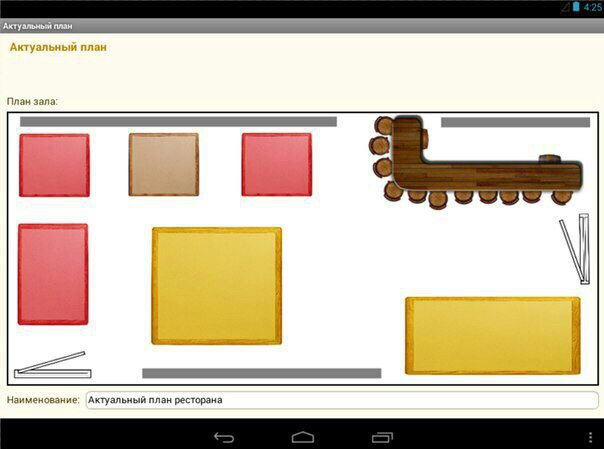 4:25
Актуальный план
Актуальный план
План зала:
Наименование: Актуальный план ресторана